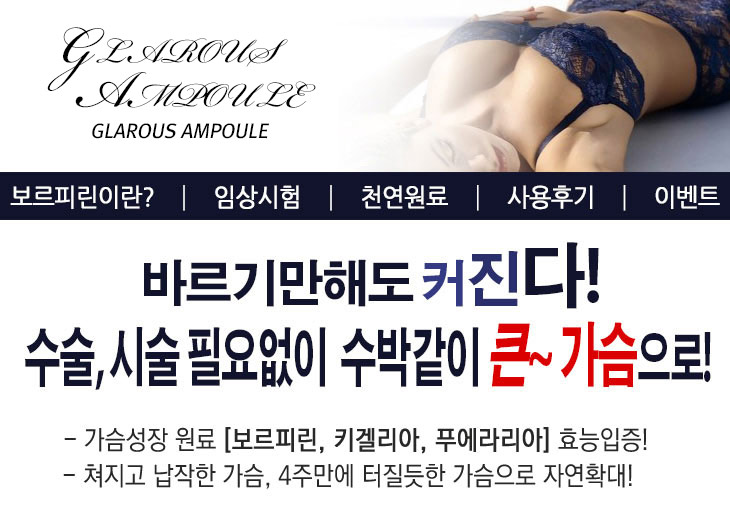 GLAROUS
AMPOULE
GLAROUS AMPOULE
보르피린이란? | 임상시험 | 천연원료 | 사용후기 | 이벤트
바르기만해도 커진다!
수술, 시술 필요없이 수박같이 큰~ 가슴으로!
- 가슴성장 원료 [보르피린, 키겔리아, 푸에라리아] 효능입증!
- 쳐지고 납작한 가슴, 4주만에 터질듯한 가슴으로 자연확대!